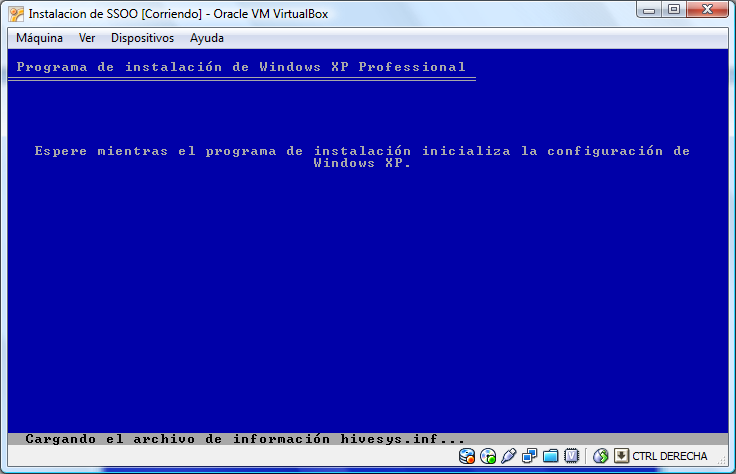 Instalacion de SSOO [Corriendo] - Oracle VM VirtualBox
Máquina Ver Dispositivos Ayuda
Programa de instalación de Windows XP Professional
Espere mientras el programa de instalación inicializa la configuración de
Windows XP.
Cargando el archivo de información hivesys.inf...
CTRL DERECHA